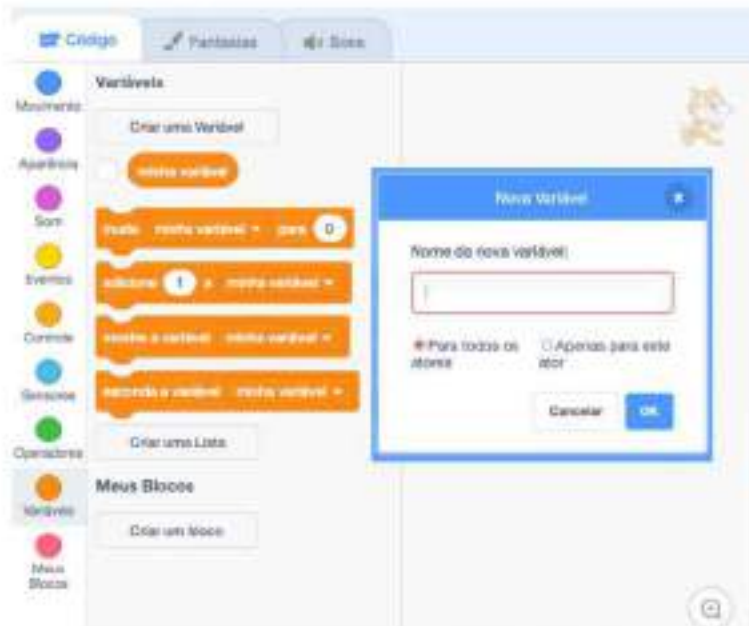 Código
Fantasias
Sons
Movimento
Aparência
Som
Eventos
Controle
Sensores
Operadores
Variáveis
Meus
Blocos
Variáveis
Criar uma Variável
minha variável
mude minha variável para 0
adicione 1 a minha variável
mostre a variável minha variável
esconda a variável minha variável
Criar uma Lista
Meus Blocos
Criar um bloco
Nova Variável
Nome da nova variável:
Para todos os
atores
Apenas para este
ator
Cancelar
OK